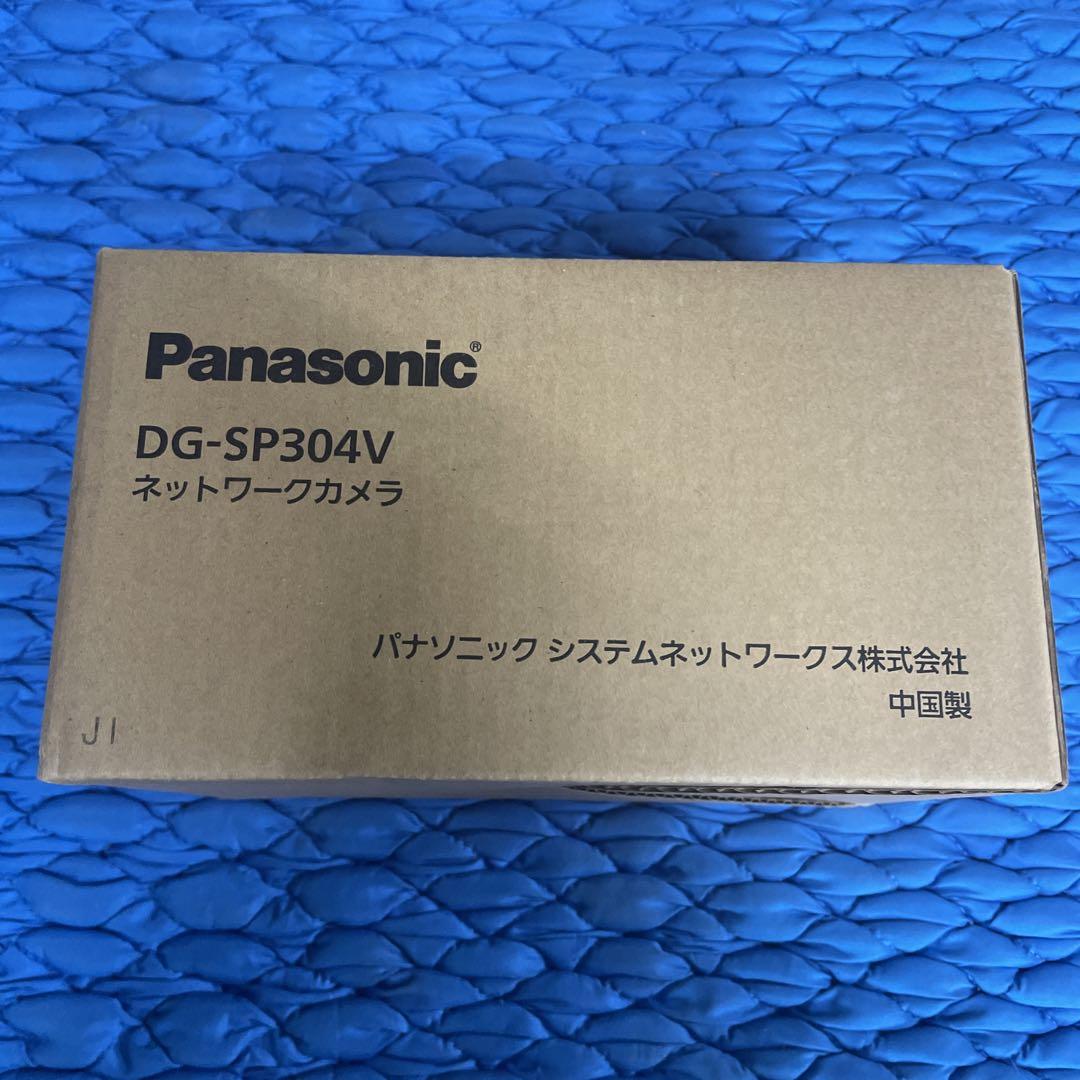 Panasonic®
DG-SP304V
ネットワークカメラ
パナソニック システムネットワークス株式会社
中国製
JI